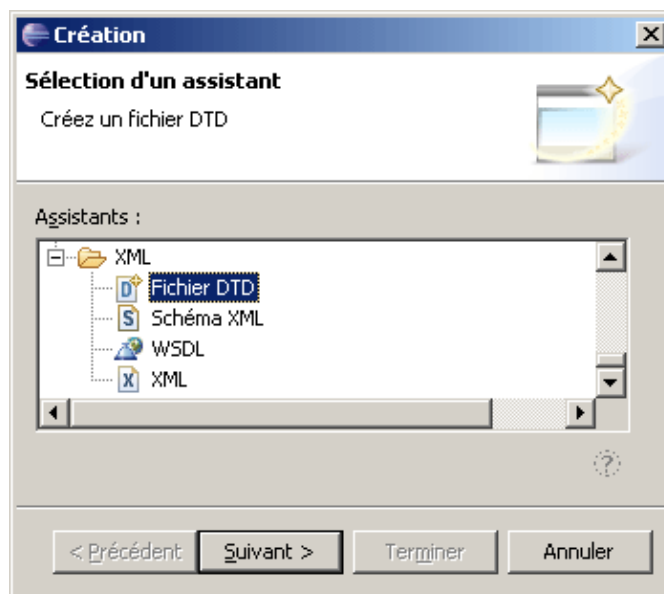 Création
Sélection d'un assistant
Créez un fichier DTD
Assistants :
XML
Fichier DTD
Schéma XML
WSDL
XML
< Précédent
Suivant >
Terminer
Annuler